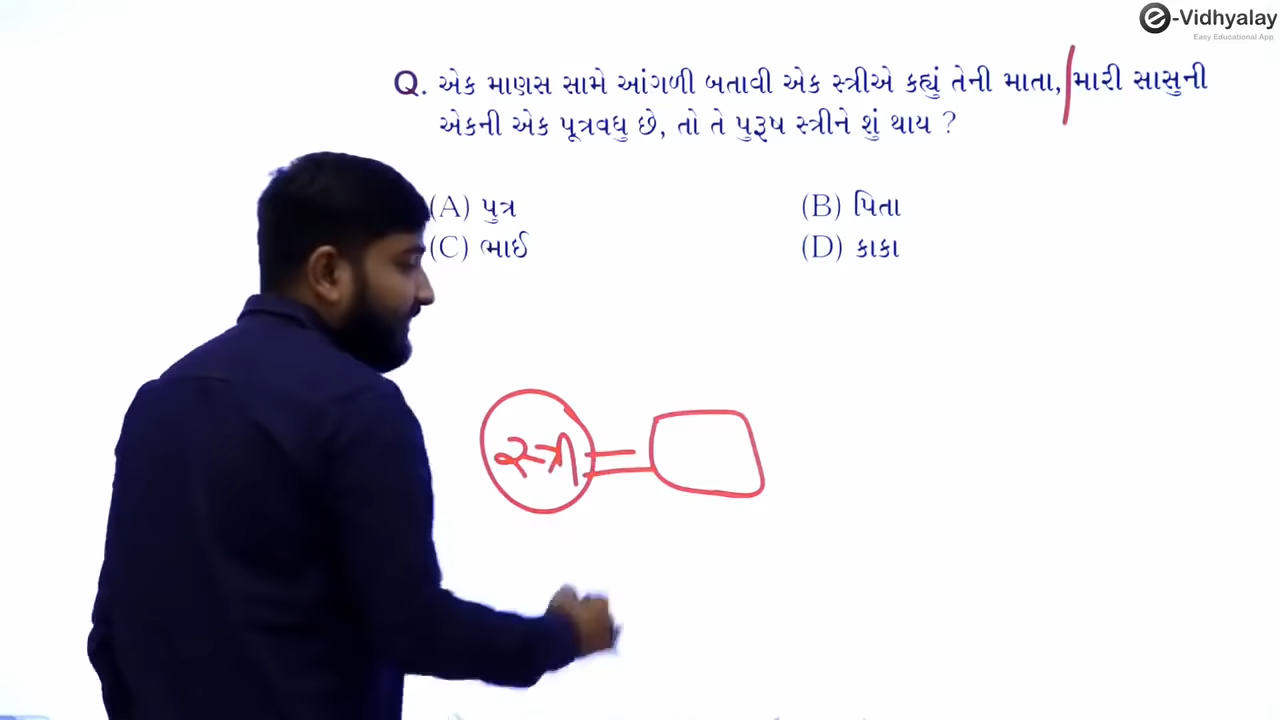 e-Vidhyalay
Easy Educational App
Q. એક માણસ સામે આંગળી બતાવી એક સ્ત્રીએ કહ્યું તેની માતા, મારી સાસુની
એકની એક પૂત્રવધુ છે, તો તે પુરૂષ સ્ત્રીને શું થાય ?
(A) પુત્ર (B) પિતા
(C) ભાઈ (D) કાકા
સ્ત્રી